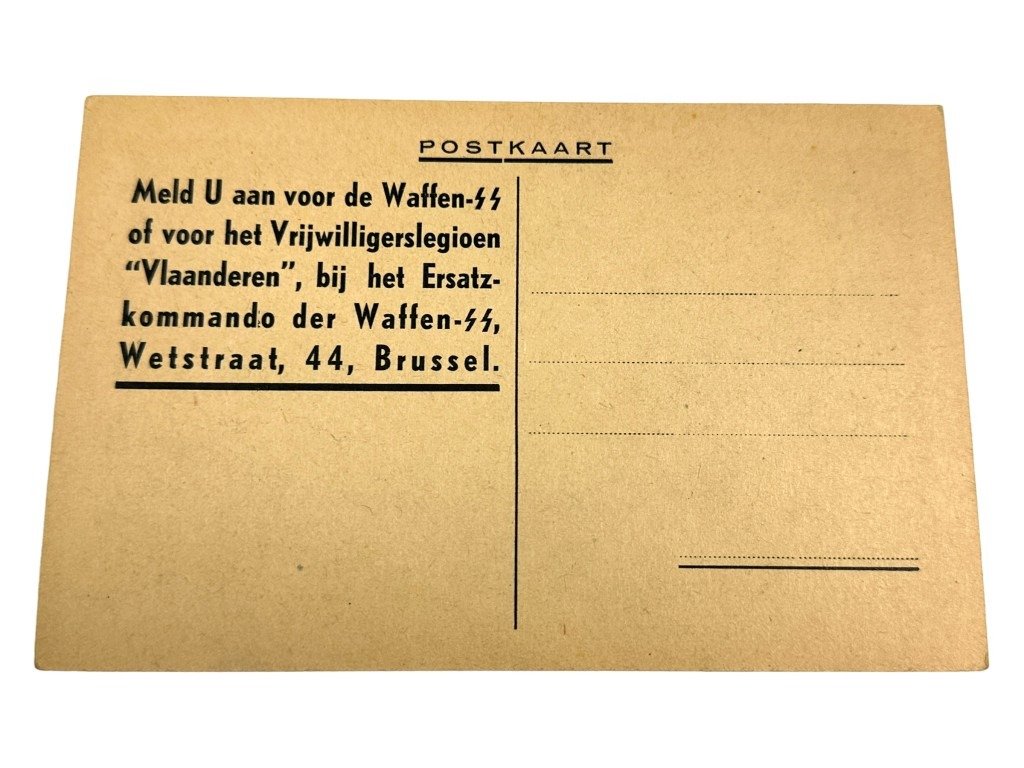 POSTKAART
Meld U aan voor de Waffen-ᛋᛋ
of voor het Vrijwilligerslegioen
"Vlaanderen", bij het Ersatz-
kommando der Waffen-ᛋᛋ,
Wetstraat, 44, Brussel.